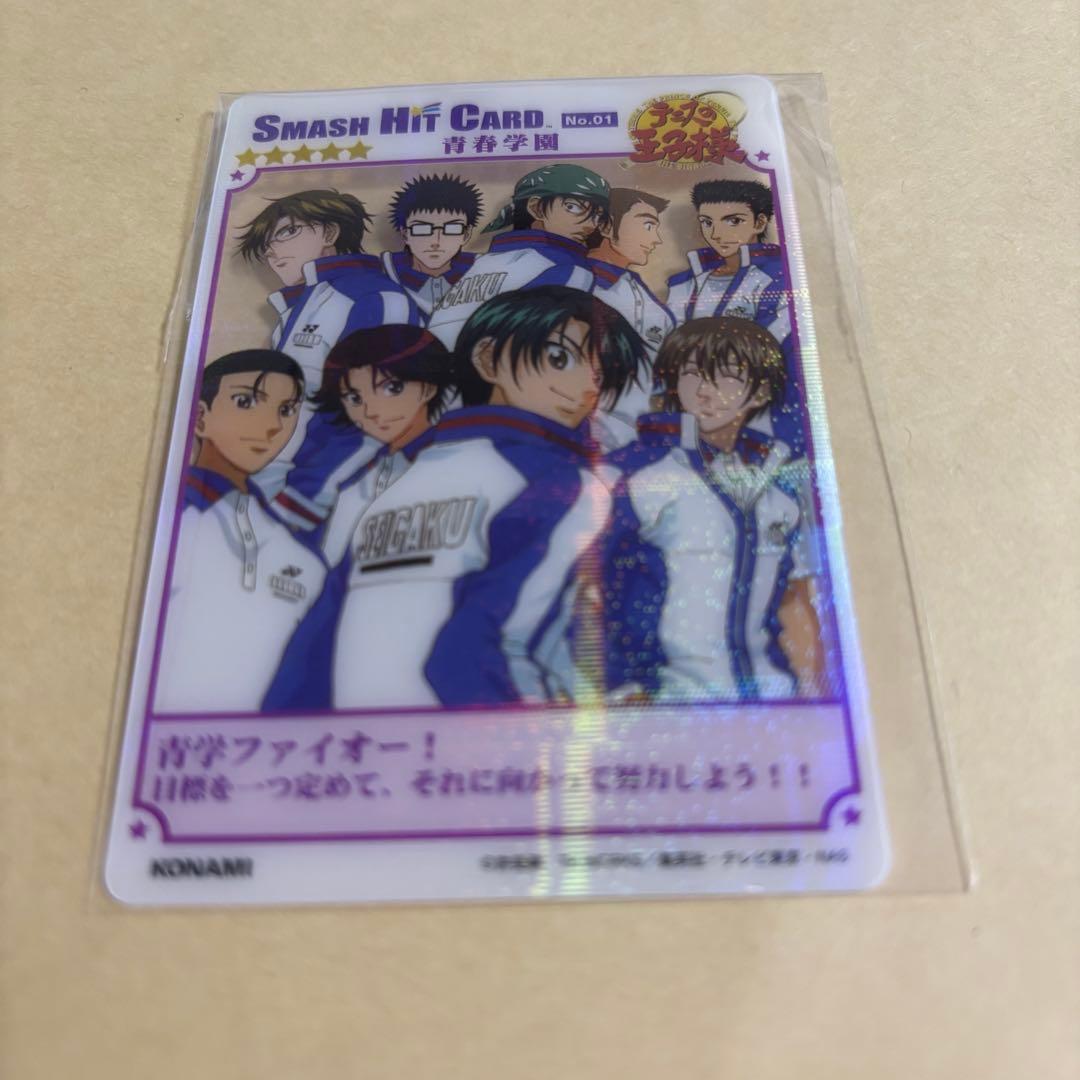 SMASH HIT CARD™ No.01
テニスの
王子様
青春学園
SEIGAKU
SEIGAKU
青学ファイオー！
目標を一つ定めて、それに向かって努力しよう！！
KONAMI